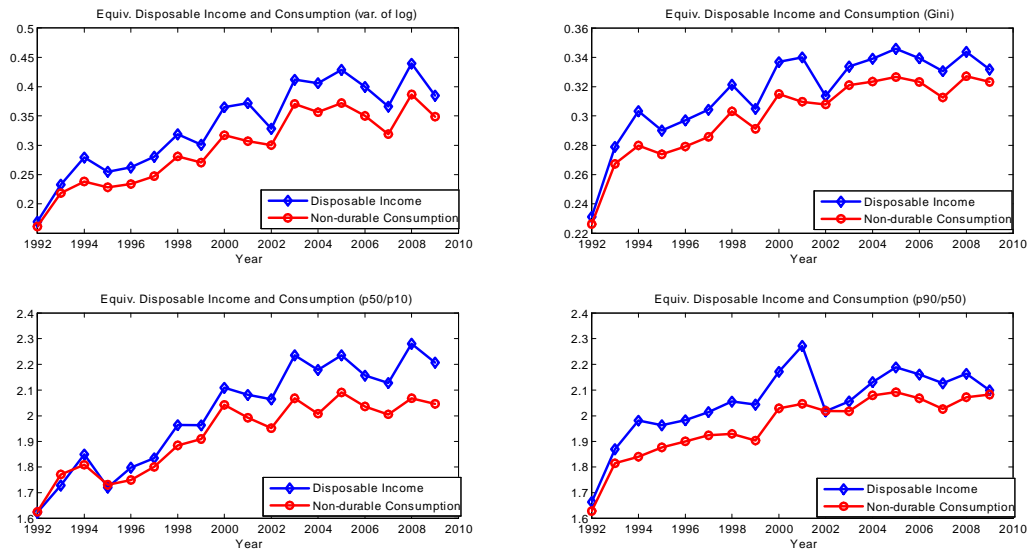 Equiv. Disposable Income and Consumption (var. of log)
0.5
0.45
0.4
0.35
0.3
0.25
0.2
1992 1994 1996 1998 2000 2002 2004 2006 2008 2010
Year
Disposable Income
Non-durable Consumption
Equiv. Disposable Income and Consumption (Gini)
0.36
0.34
0.32
0.3
0.28
0.26
0.24
0.22
1992 1994 1996 1998 2000 2002 2004 2006 2008 2010
Year
Disposable Income
Non-durable Consumption
Equiv. Disposable Income and Consumption (p50/p10)
2.4
2.3
2.2
2.1
2
1.9
1.8
1.7
1.6
1992 1994 1996 1998 2000 2002 2004 2006 2008 2010
Year
Disposable Income
Non-durable Consumption
Equiv. Disposable Income and Consumption (p90/p50)
2.4
2.3
2.2
2.1
2
1.9
1.8
1.7
1.6
1992 1994 1996 1998 2000 2002 2004 2006 2008 2010
Year
Disposable Income
Non-durable Consumption